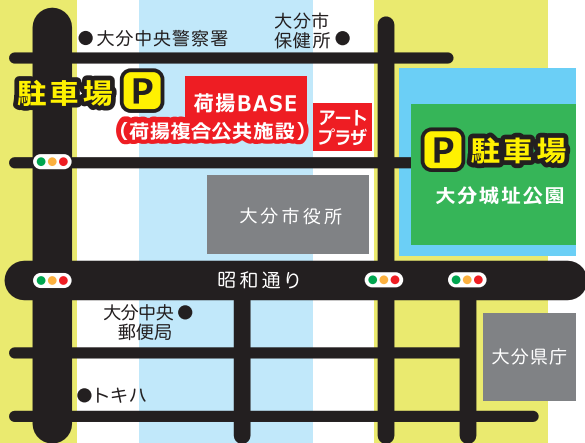 大分中央警察署
大分市
保健所
駐車場 P
荷揚BASE
（荷揚複合公共施設）
アート
プラザ
P 駐車場
大分城址公園
大分市役所
昭和通り
大分中央
郵便局
大分県庁
トキハ